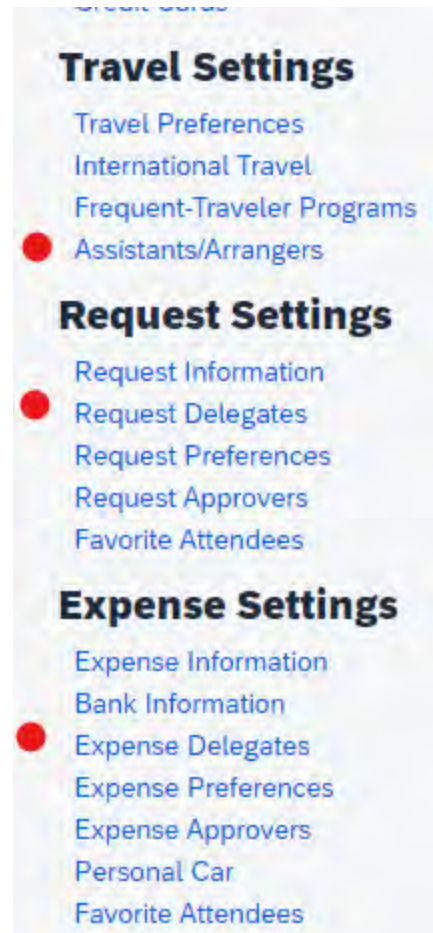 Credit Cards
Travel Settings
Travel Preferences
International Travel
Frequent-Traveler Programs
Assistants/Arrangers
Request Settings
Request Information
Request Delegates
Request Preferences
Request Approvers
Favorite Attendees
Expense Settings
Expense Information
Bank Information
Expense Delegates
Expense Preferences
Expense Approvers
Personal Car
Favorite Attendees